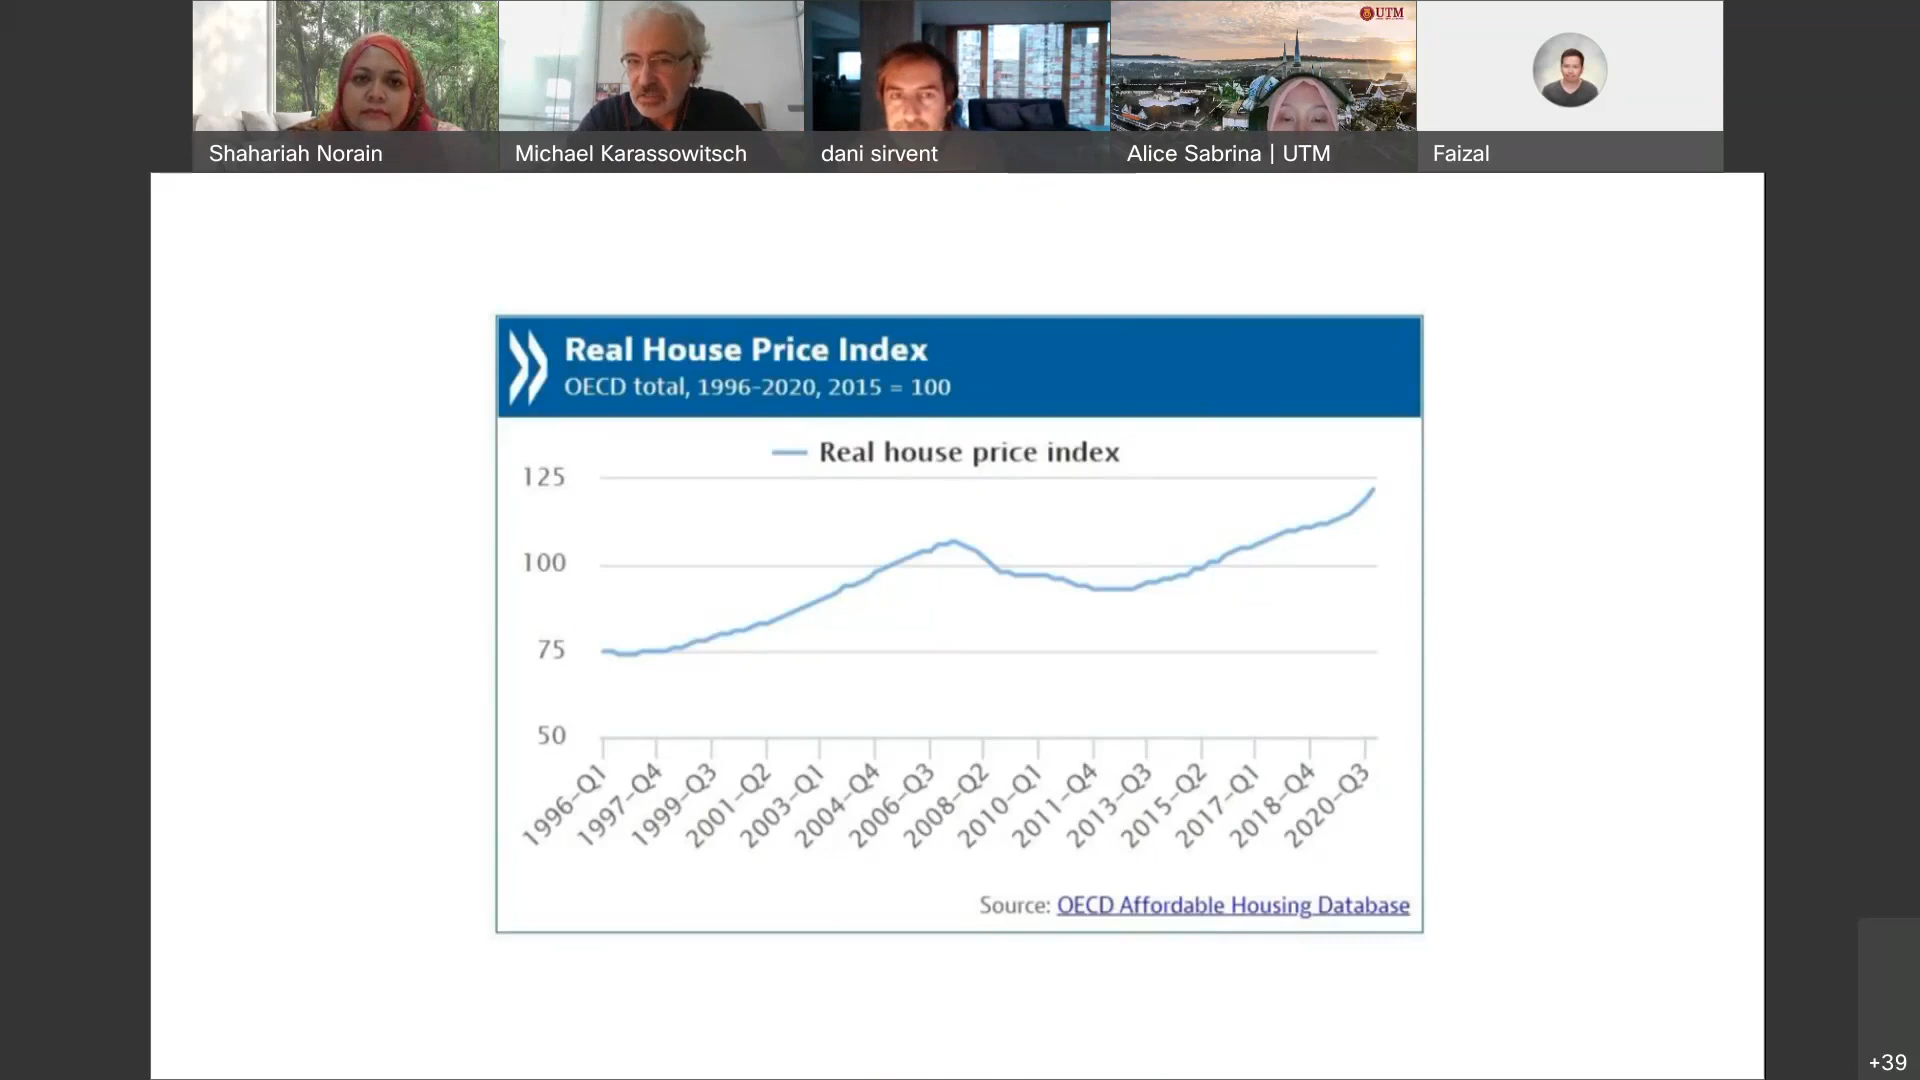 UTM
Shahariah Norain
Michael Karassowitsch
dani sirvent
Alice Sabrina | UTM
Faizal
Real House Price Index
OECD total, 1996-2020, 2015 = 100
Real house price index
125
100
75
50
1996-Q1
1997-Q4
1999-Q3
2001-Q2
2003-Q1
2004-Q4
2006-Q3
2008-Q2
2010-Q1
2011-Q4
2013-Q3
2015-Q2
2017-Q1
2018-Q4
2020-Q3
Source: OECD Affordable Housing Database
+39